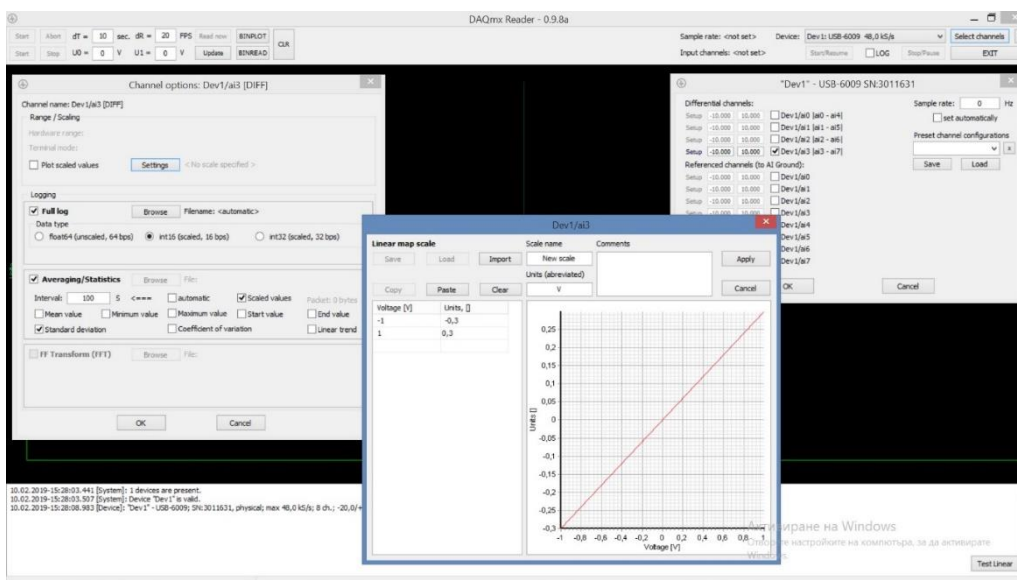 DAQmx Reader - 0.9.8a
Start Abort dT = 10 sec. dR = 20 FPS Read now BINPLOT CLR
Start Stop U0 = 0 V U1 = 0 V Update BINREAD
Sample rate: <not set> Device: Dev1: USB-6009 48,0 kS/s Select channels
Input channels: <not set> Start/Resume LOG Stop/Pause EXIT
Channel options: Dev1/ai3 [DIFF]
Channel name: Dev1/ai3 [DIFF]
Range / Scaling
Hardware range:
Terminal mode:
Plot scaled values Settings < No scale specified >
Logging
Full log Browse Filename: <automatic>
Data type
float64 (unscaled, 64 bps) int16 (scaled, 16 bps) int32 (scaled, 32 bps)
Averaging/Statistics Browse File:
Interval: 100 S <=== automatic Scaled values Packet: 0 bytes
Mean value Minimum value Maximum value Start value End value
Standard deviation Coefficient of variation Linear trend
FF Transform (FFT) Browse File:
OK Cancel
"Dev1" - USB-6009 SN:3011631
Differential channels:
Setup -10.000 10.000 Dev1/ai0 |ai0 - ai4|
Setup -10.000 10.000 Dev1/ai1 |ai1 - ai5|
Setup -10.000 10.000 Dev1/ai2 |ai2 - ai6|
Setup -10.000 10.000 Dev1/ai3 |ai3 - ai7|
Referenced channels (to AI Ground):
Setup -10.000 10.000 Dev1/ai0
Setup -10.000 10.000 Dev1/ai1
Setup -10.000 10.000 Dev1/ai2
Setup -10.000 10.000 Dev1/ai3
Dev1/ai4
Dev1/ai5
Dev1/ai6
Dev1/ai7
Sample rate: 0 Hz
set automatically
Preset channel configurations
x
Save Load
OK Cancel
Dev1/ai3
Linear map scale Scale name Comments
Save Load Import New scale Apply
Units (abreviated)
Copy Paste Clear V Cancel
Voltage [V] Units, []
-1 -0,3
1 0,3
0,25
0,2
0,15
0,1
0,05
0
-0,05
-0,1
-0,15
-0,2
-0,25
-0,3
Units []
-1 -0,8 -0,6 -0,4 -0,2 0 0,2 0,4 0,6 0,8 1
Voltage [V]
10.02.2019-15:28:03.441 [System]: 1 devices are present.
10.02.2019-15:28:03.507 [System]: Device "Dev1" is valid.
10.02.2019-15:28:08.983 [Device]: "Dev1" - USB-6009; SN:3011631, physical; max 48,0 kS/s; 8 ch.; -20,0/+
Активиране на Windows
Отворете настройките на компютъра, за да активирате
Windows.
Test Linear